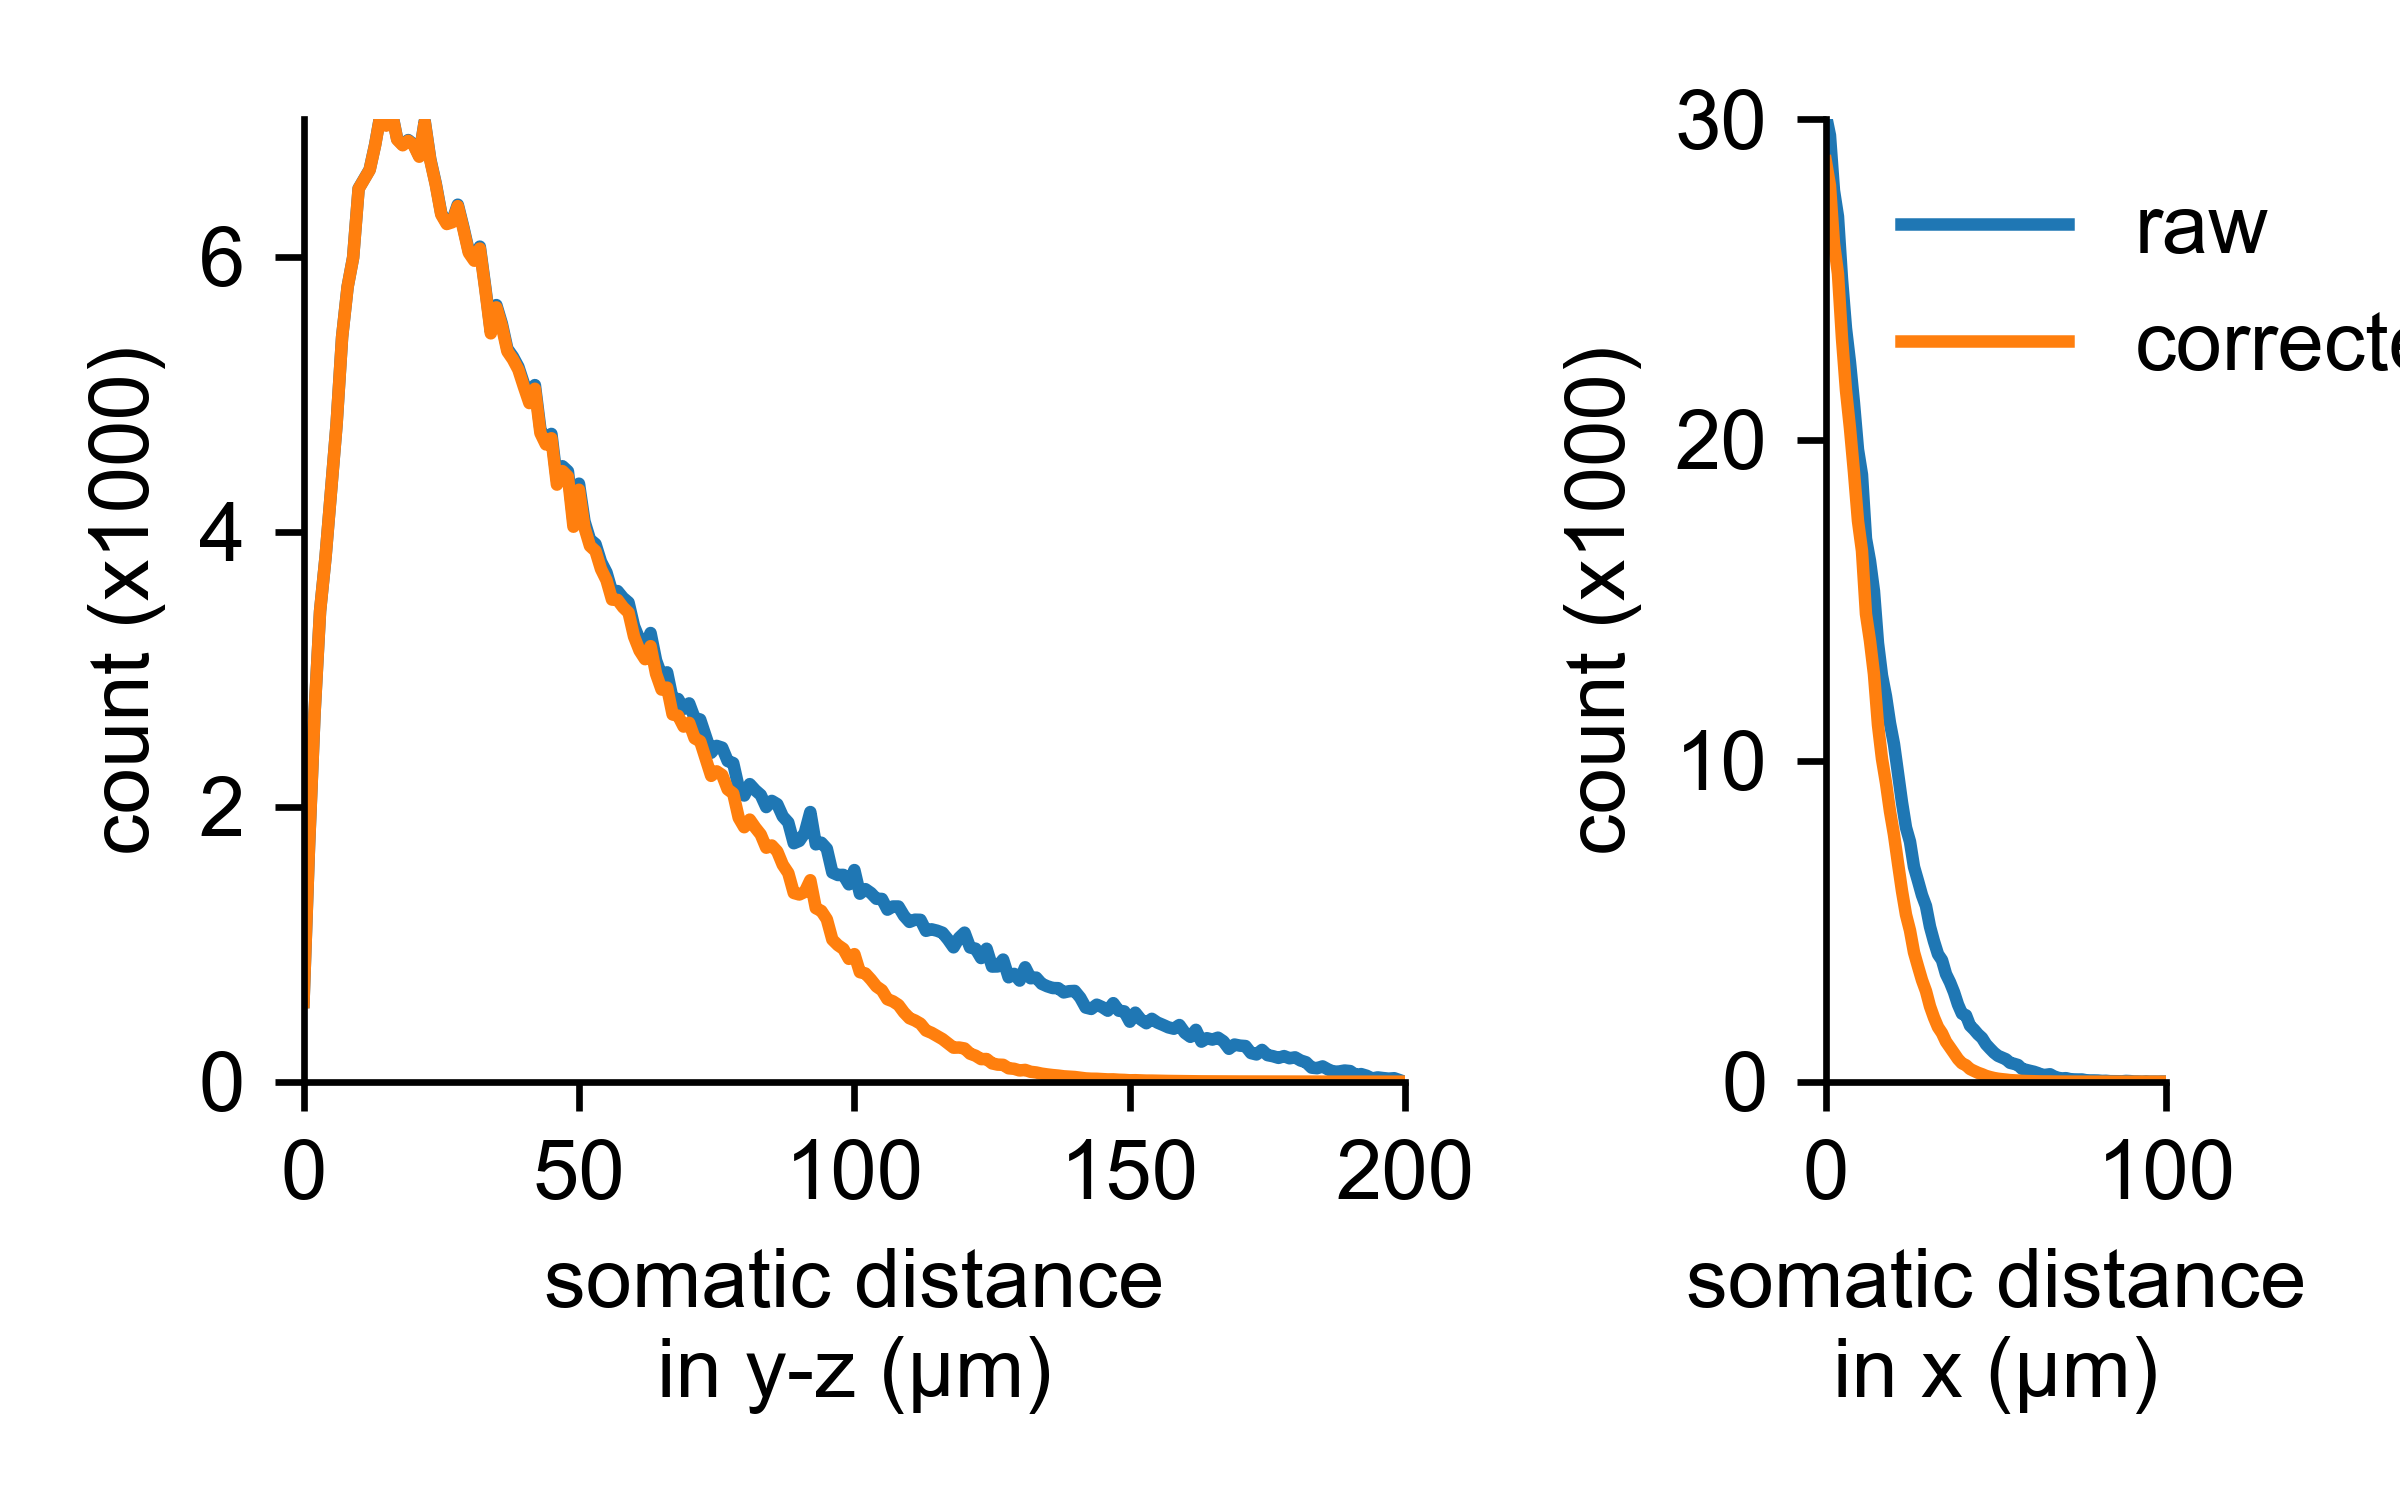 count (x1000)
6
4
2
0
0 50 100 150 200
somatic distance
in y-z (µm)
count (x1000)
30
20
10
0
0 100
somatic distance
in x (µm)
raw
correcte